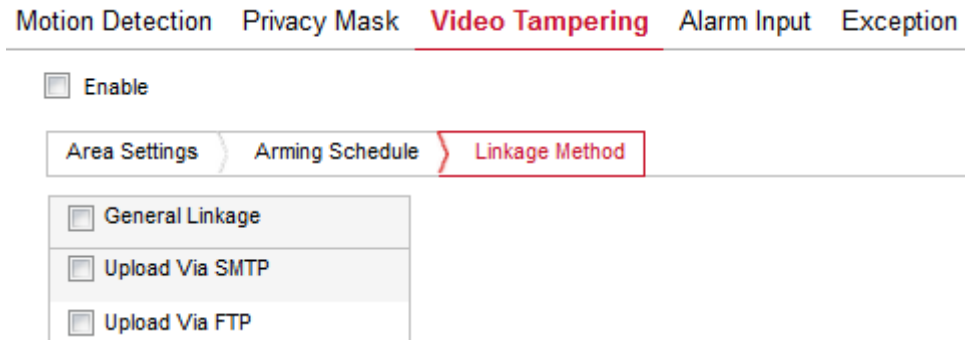 Motion Detection Privacy Mask Video Tampering Alarm Input Exception
Enable
Area Settings Arming Schedule Linkage Method
General Linkage
Upload Via SMTP
Upload Via FTP